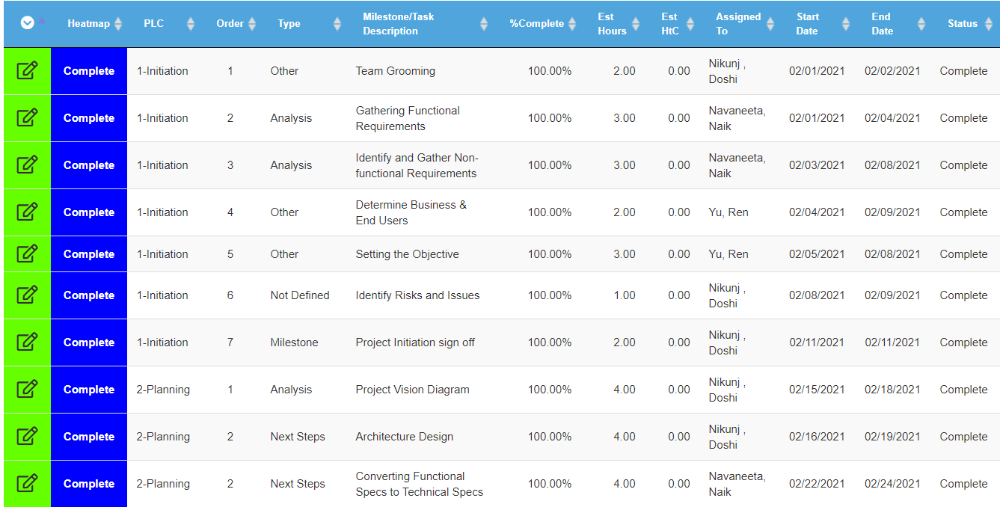 Heatmap PLC Order Type Milestone/Task Description %Complete Est Hours Est HtC Assigned To Start Date End Date Status
Complete 1-Initiation 1 Other Team Grooming 100.00% 2.00 0.00 Nikunj , Doshi 02/01/2021 02/02/2021 Complete
Complete 1-Initiation 2 Analysis Gathering Functional Requirements 100.00% 3.00 0.00 Navaneeta, Naik 02/01/2021 02/04/2021 Complete
Complete 1-Initiation 3 Analysis Identify and Gather Non-functional Requirements 100.00% 3.00 0.00 Navaneeta, Naik 02/03/2021 02/08/2021 Complete
Complete 1-Initiation 4 Other Determine Business & End Users 100.00% 2.00 0.00 Yu, Ren 02/04/2021 02/09/2021 Complete
Complete 1-Initiation 5 Other Setting the Objective 100.00% 3.00 0.00 Yu, Ren 02/05/2021 02/08/2021 Complete
Complete 1-Initiation 6 Not Defined Identify Risks and Issues 100.00% 1.00 0.00 Nikunj , Doshi 02/08/2021 02/09/2021 Complete
Complete 1-Initiation 7 Milestone Project Initiation sign off 100.00% 2.00 0.00 Nikunj , Doshi 02/11/2021 02/11/2021 Complete
Complete 2-Planning 1 Analysis Project Vision Diagram 100.00% 4.00 0.00 Nikunj , Doshi 02/15/2021 02/18/2021 Complete
Complete 2-Planning 2 Next Steps Architecture Design 100.00% 4.00 0.00 Nikunj , Doshi 02/16/2021 02/19/2021 Complete
Complete 2-Planning 2 Next Steps Converting Functional Specs to Technical Specs 100.00% 4.00 0.00 Navaneeta, Naik 02/22/2021 02/24/2021 Complete